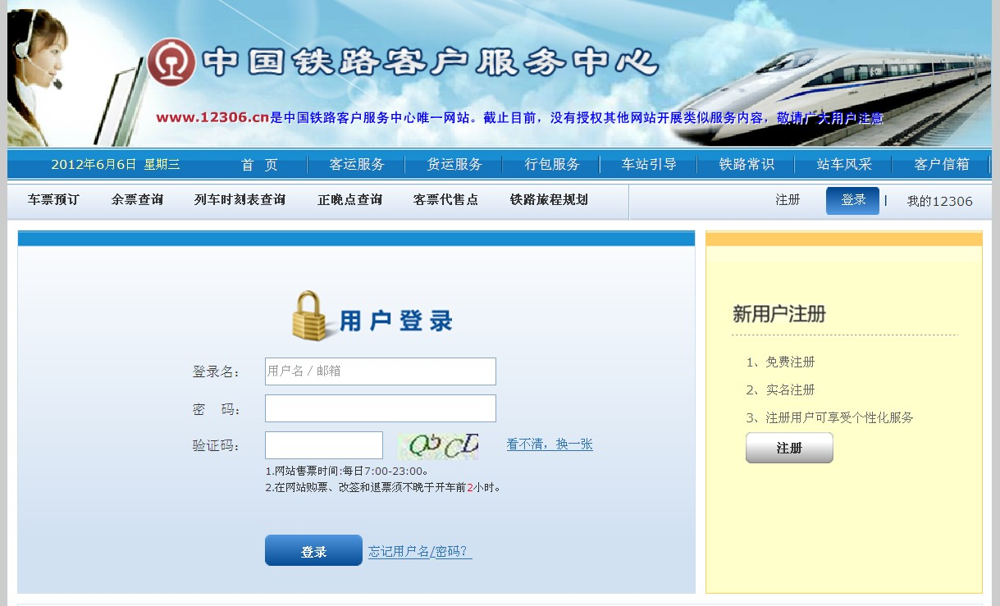 中国铁路客户服务中心
www.12306.cn是中国铁路客户服务中心唯一网站。截止目前，没有授权其他网站开展类似服务内容，敬请广大用户注意
2012年6月6日 星期三 首 页 客运服务 货运服务 行包服务 车站引导 铁路常识 站车风采 客户信箱
车票预订 余票查询 列车时刻表查询 正晚点查询 客票代售点 铁路旅程规划 注册 登录 | 我的12306
用户登录
登录名： 用户名 / 邮箱
密 码：
验证码： QbCD 看不清，换一张
1.网站售票时间:每日7:00-23:00。
2.在网站购票、改签和退票须不晚于开车前2小时。
登录 忘记用户名/密码？
新用户注册
1、免费注册
2、实名注册
3、注册用户可享受个性化服务
注册